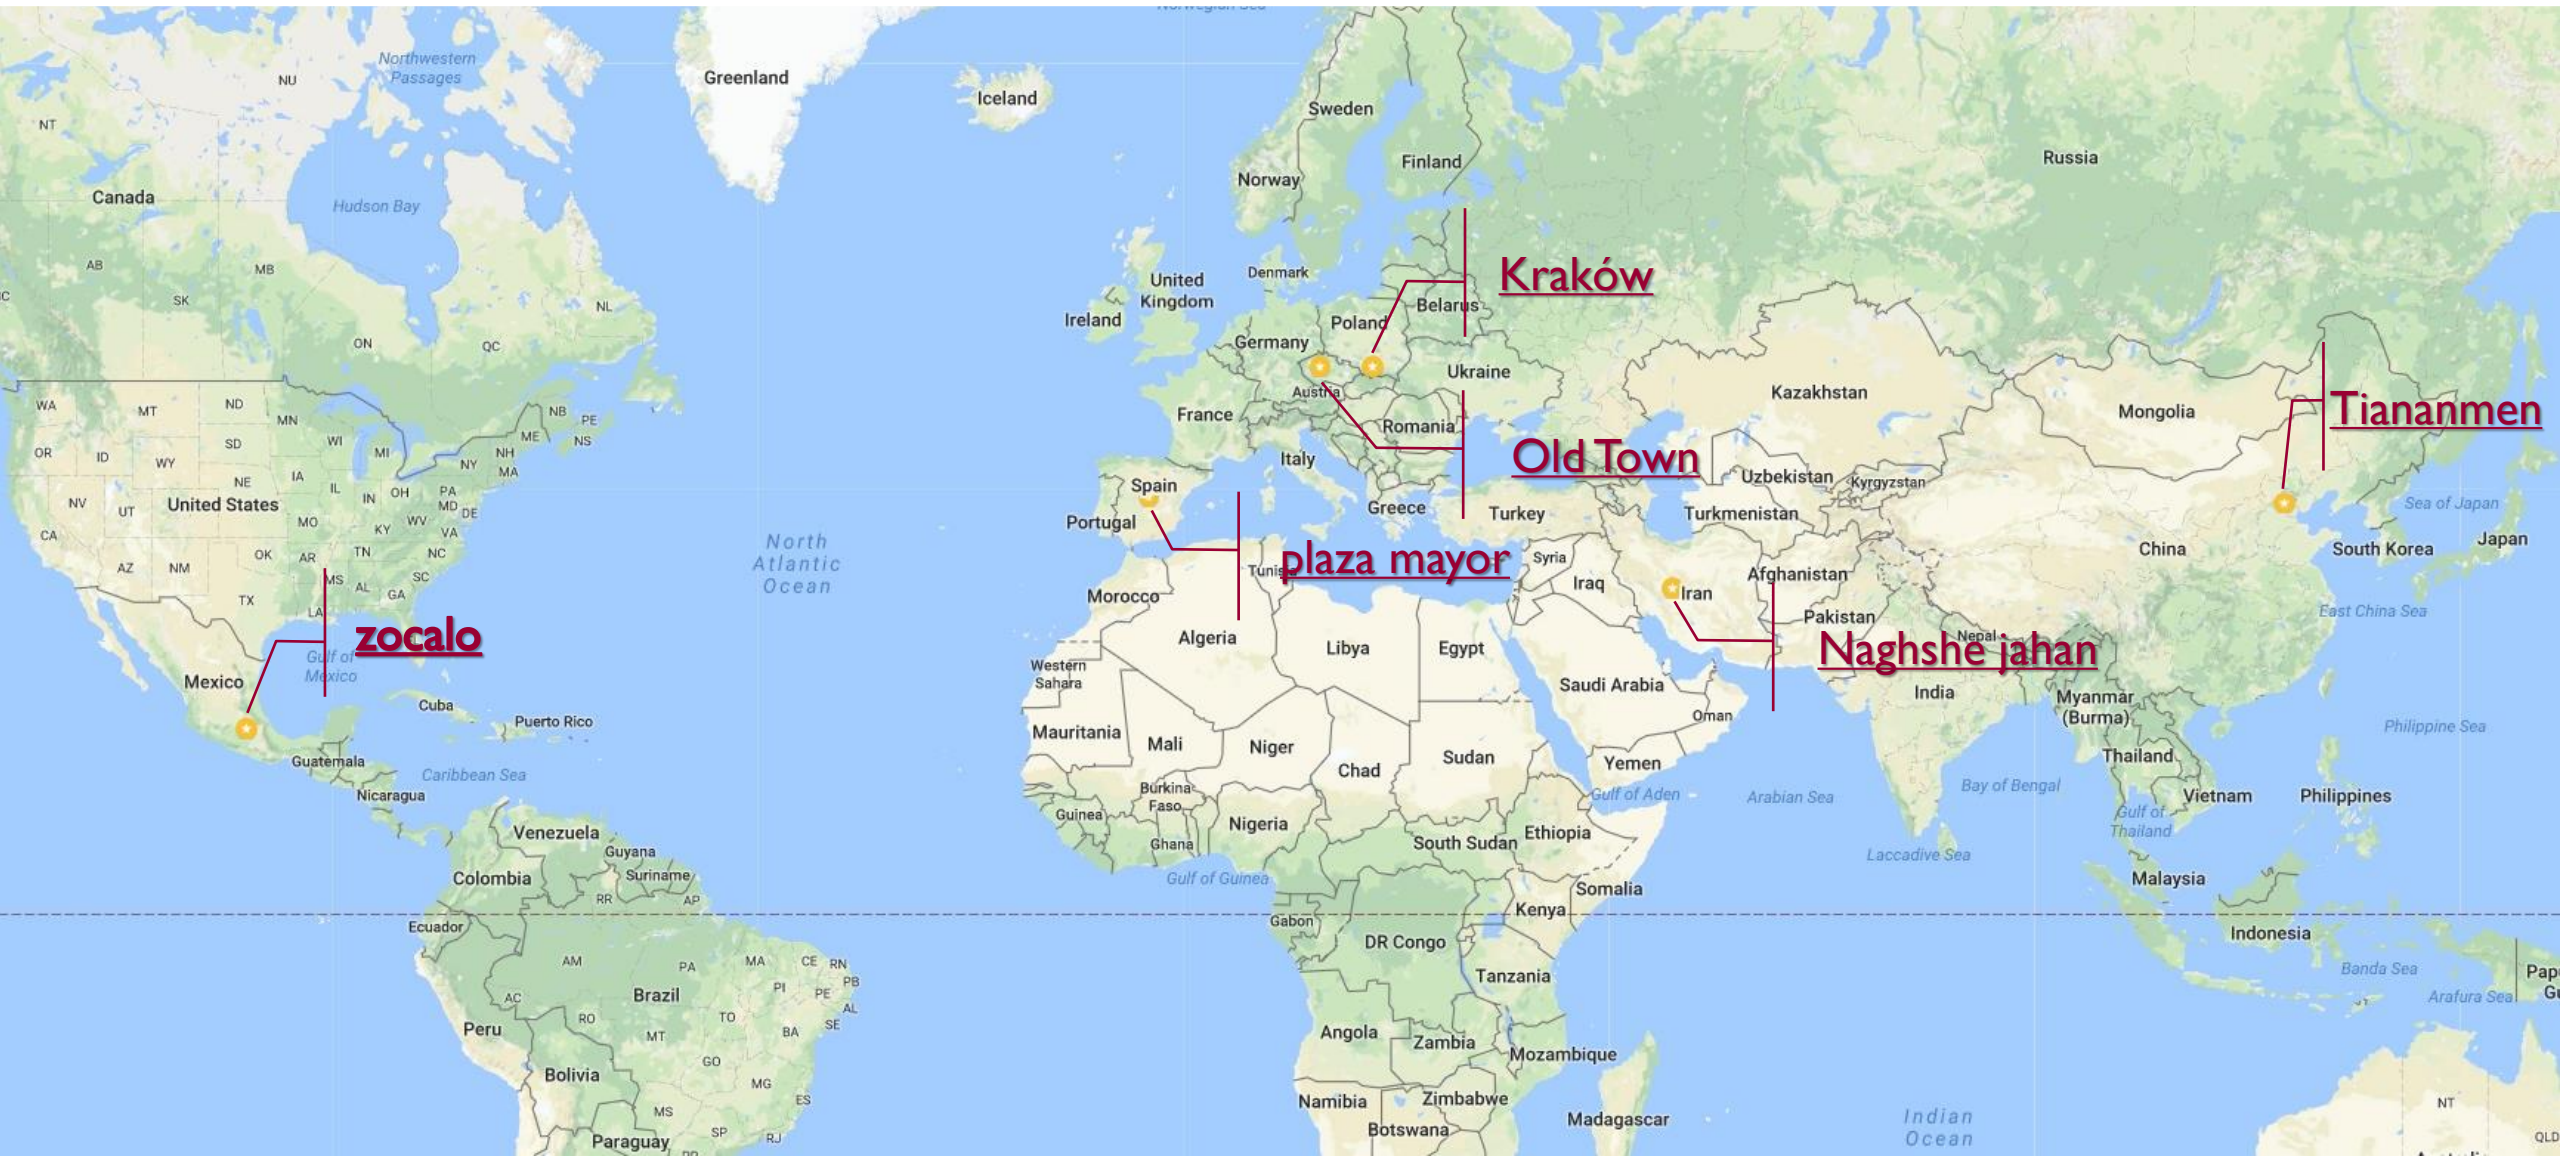 Norwegian Sea
Northwestern
Passages
NU
Greenland
Iceland
NT
Sweden
Finland
Russia
Norway
Canada
Hudson Bay
AB
MB
SK
NL
ON
QC
United
Kingdom
Ireland
Denmark
Kraków
Belarus
Poland
Germany
Ukraine
Austria
France
Romania
Italy
Kazakhstan
Mongolia
Tiananmen
WA
MT
ND
MN
NB
PE
ME
NS
OR
ID
WY
SD
WI
MI
NH
NY
MA
NE
IA
IL
IN
OH
PA
MD
DE
NV
UT
United States
MO
KY
WV
VA
CA
OK
AR
TN
NC
AZ
NM
MS
AL
SC
GA
TX
LA
Old Town
Spain
Portugal
Greece
Turkey
Uzbekistan
Kyrgyzstan
Turkmenistan
Sea of Japan
Japan
South Korea
China
North
Atlantic
Ocean
plaza mayor
Tunisia
Syria
Iraq
Iran
Afghanistan
Pakistan
Morocco
East China Sea
zocalo
Gulf of
Mexico
Mexico
Algeria
Libya
Egypt
Nepal
Naghshe jahan
Western
Sahara
Saudi Arabia
India
Myanmar
(Burma)
Oman
Cuba
Puerto Rico
Mauritania
Mali
Niger
Chad
Sudan
Yemen
Thailand
Philippine Sea
Guatemala
Caribbean Sea
Nicaragua
Burkina
Faso
Guinea
Gulf of Aden
Arabian Sea
Bay of Bengal
Vietnam
Philippines
Gulf of
Thailand
Venezuela
Guyana
Suriname
Colombia
Nigeria
Ghana
South Sudan
Ethiopia
Laccadive Sea
Malaysia
Gulf of Guinea
Somalia
RR
AP
Ecuador
Gabon
Kenya
DR Congo
Indonesia
AM
PA
MA
CE
RN
PB
PI
PE
AL
AC
Brazil
Tanzania
Banda Sea
Arafura Sea
Pap
Gu
Peru
RO
TO
SE
BA
MT
Angola
Zambia
Mozambique
GO
Bolivia
MG
ES
MS
Namibia
Zimbabwe
Madagascar
Botswana
Paraguay
SP
RJ
Indian
Ocean
NT
QLD